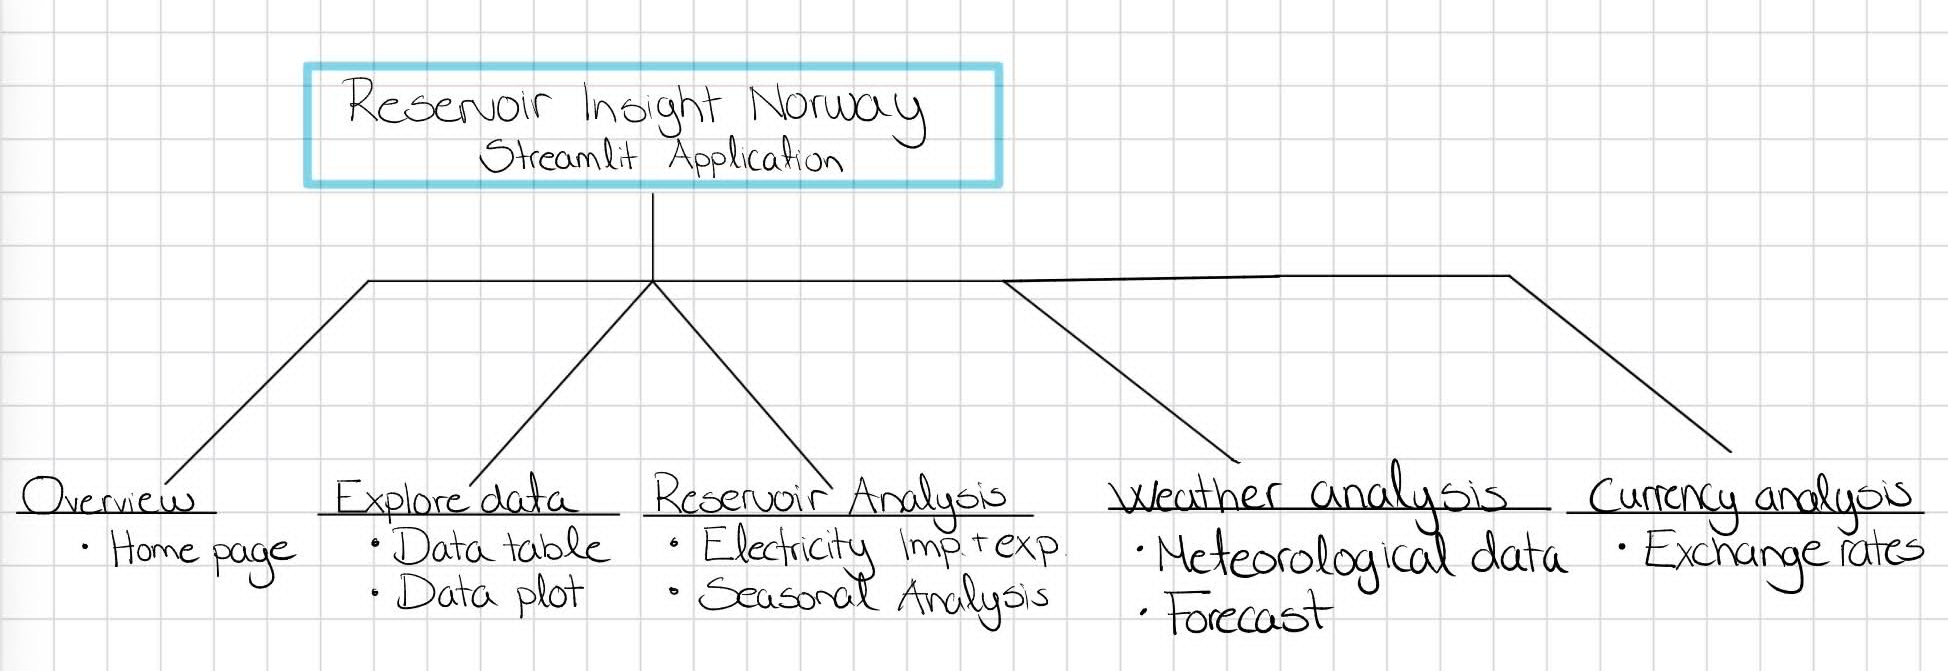 Reservoir Insight Norway
Streamlit Application
Overview
• Home page
Explore data
• Data table
• Data plot
Reservoir Analysis
• Electricity Imp. + exp.
• Seasonal Analysis
Weather analysis
• Meteorological data
• Forecast
Currency analysis
• Exchange rates